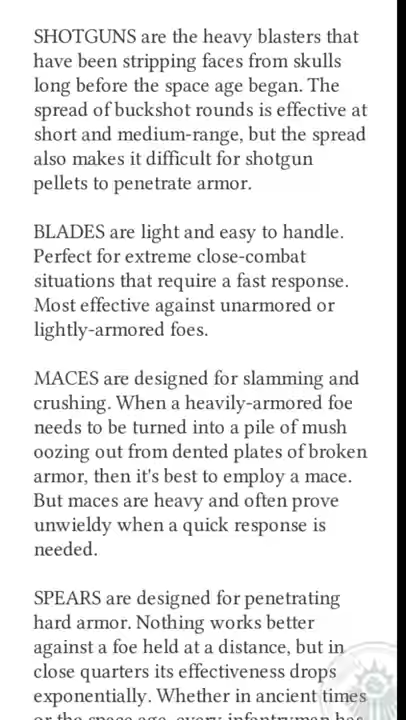 SHOTGUNS are the heavy blasters that
have been stripping faces from skulls
long before the space age began. The
spread of buckshot rounds is effective at
short and medium-range, but the spread
also makes it difficult for shotgun
pellets to penetrate armor.
BLADES are light and easy to handle.
Perfect for extreme close-combat
situations that require a fast response.
Most effective against unarmored or
lightly-armored foes.
MACES are designed for slamming and
crushing. When a heavily-armored foe
needs to be turned into a pile of mush
oozing out from dented plates of broken
armor, then it's best to employ a mace.
But maces are heavy and often prove
unwieldy when a quick response is
needed.
SPEARS are designed for penetrating
hard armor. Nothing works better
against a foe held at a distance, but in
close quarters its effectiveness drops
exponentially. Whether in ancient times
or the space age, every infantryman has